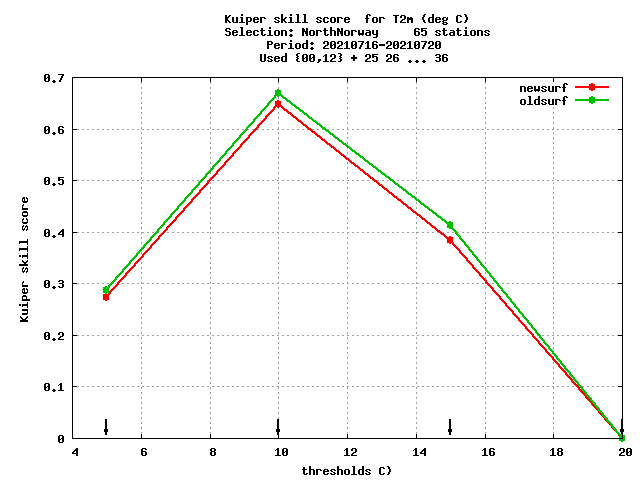 Kuiper skill score for T2m (deg C)
Selection: NorthNorway 65 stations
Period: 20210716-20210720
Used {00,12} + 25 26 ... 36
newsurf
oldsurf
Kuiper skill score
0.7
0.6
0.5
0.4
0.3
0.2
0.1
0
4 6 8 10 12 14 16 18 20
thresholds C)